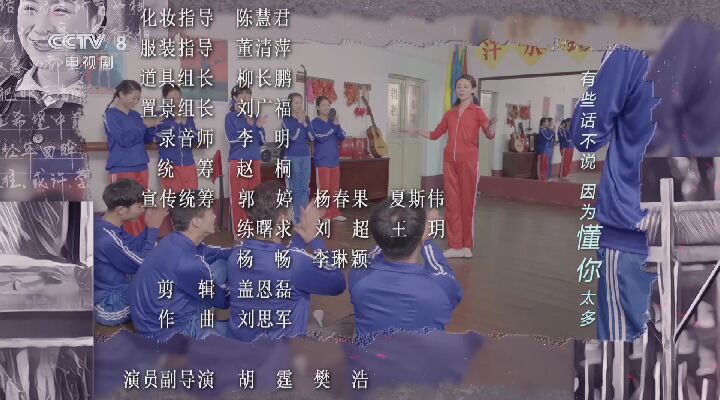 CCTV 8
电视剧
化妆指导 陈慧君
服装指导 董清萍
道具组长 柳长鹏
置景组长 刘广福
录音师 李明
统筹 赵桐
宣传统筹 郭婷 杨春果 夏斯伟
练曙求 刘超 王玥
杨畅 李琳颖
剪辑 盖恩磊
作曲 刘思军
演员副导演 胡霆 樊浩
有些话不说 因为懂你太多